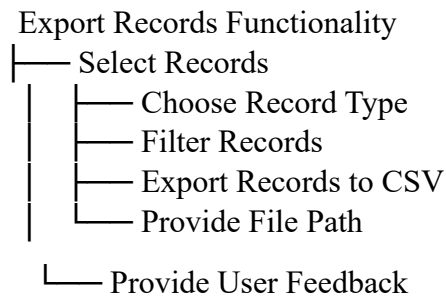 Export Records Functionality
Select Records
Choose Record Type
Filter Records
Export Records to CSV
Provide File Path
Provide User Feedback